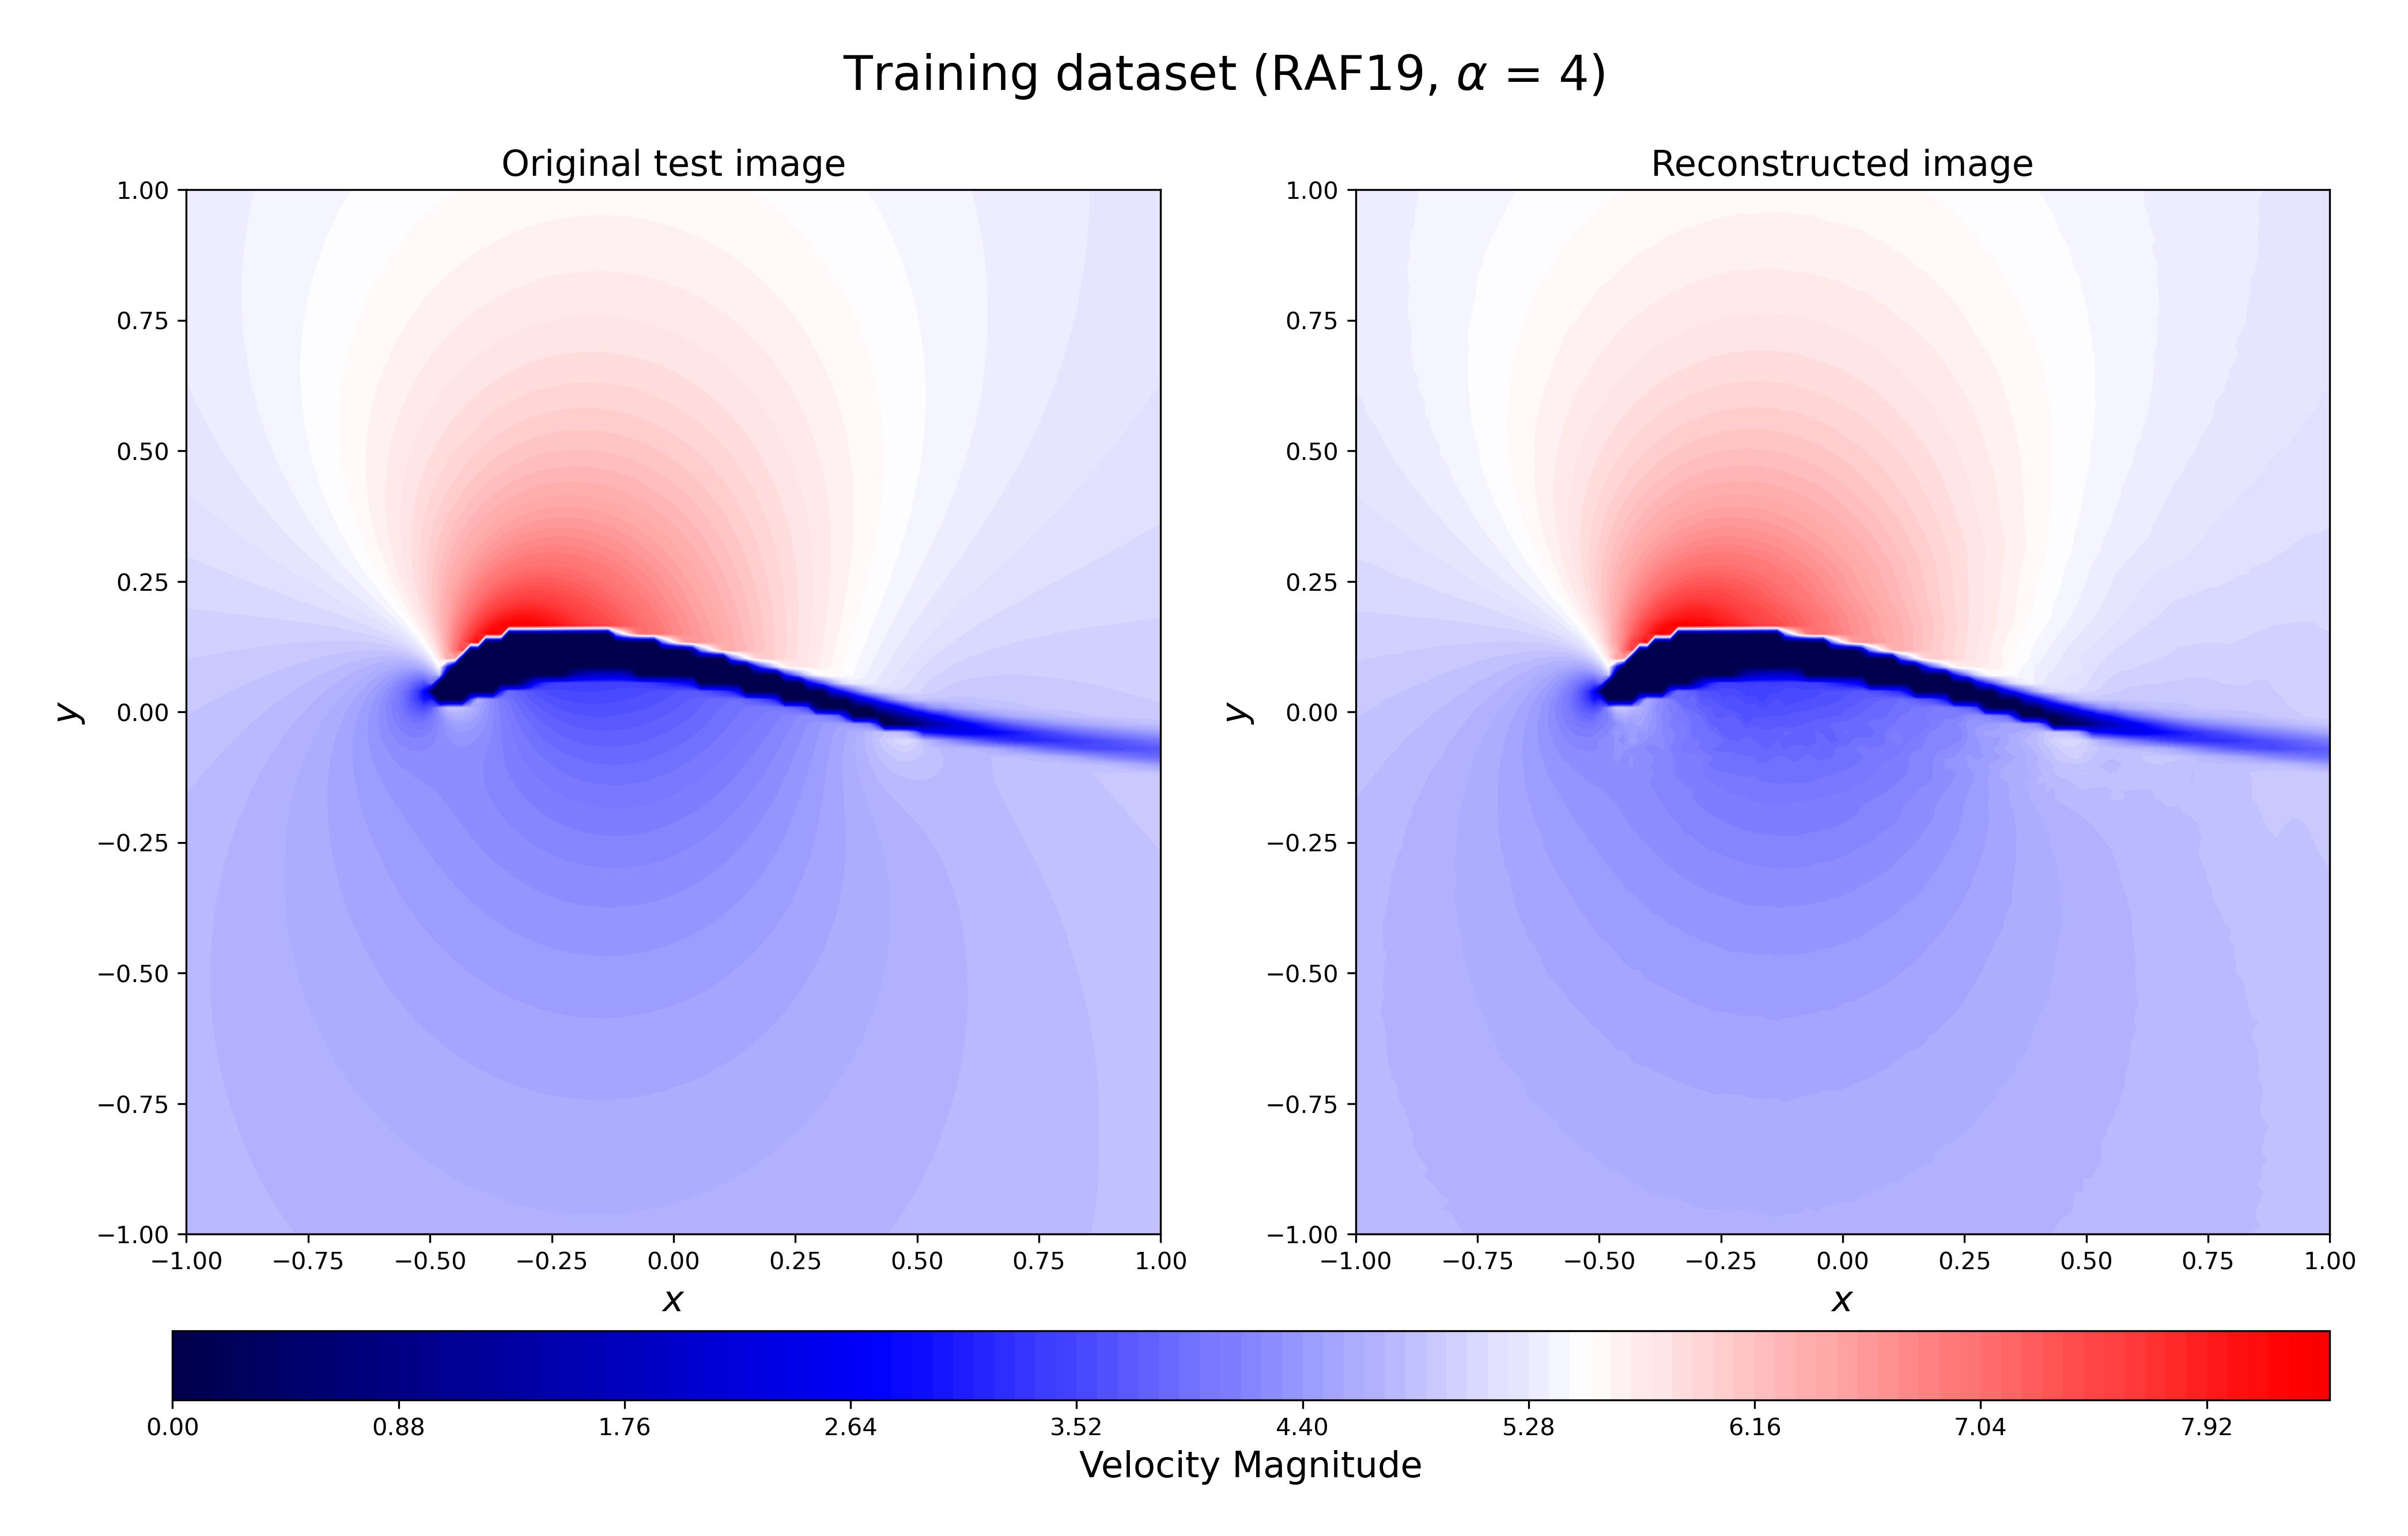 Training dataset (RAF19, α = 4)
Original test image
Reconstructed image
1.00
0.75
0.50
0.25
0.00
−0.25
−0.50
−0.75
−1.00
y
−1.00 −0.75 −0.50 −0.25 0.00 0.25 0.50 0.75 1.00
x
1.00
0.75
0.50
0.25
0.00
−0.25
−0.50
−0.75
−1.00
y
−1.00 −0.75 −0.50 −0.25 0.00 0.25 0.50 0.75 1.00
x
0.00 0.88 1.76 2.64 3.52 4.40 5.28 6.16 7.04 7.92
Velocity Magnitude